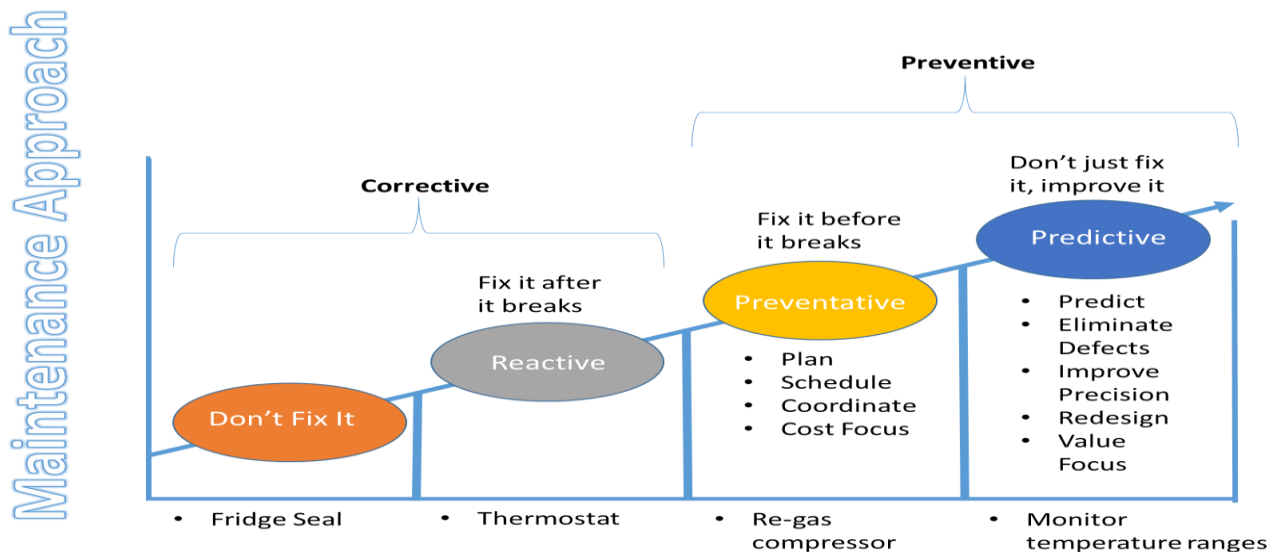 Maintenance Approach
Preventive
Corrective
Don’t just fix
it, improve it
Fix it before
it breaks
Fix it after
it breaks
Predictive
Preventative
Reactive
Don’t Fix It
• Plan
• Schedule
• Coordinate
• Cost Focus
• Predict
• Eliminate
Defects
• Improve
Precision
• Redesign
• Value
Focus
• Fridge Seal
• Thermostat
• Re-gas
compressor
• Monitor
temperature ranges